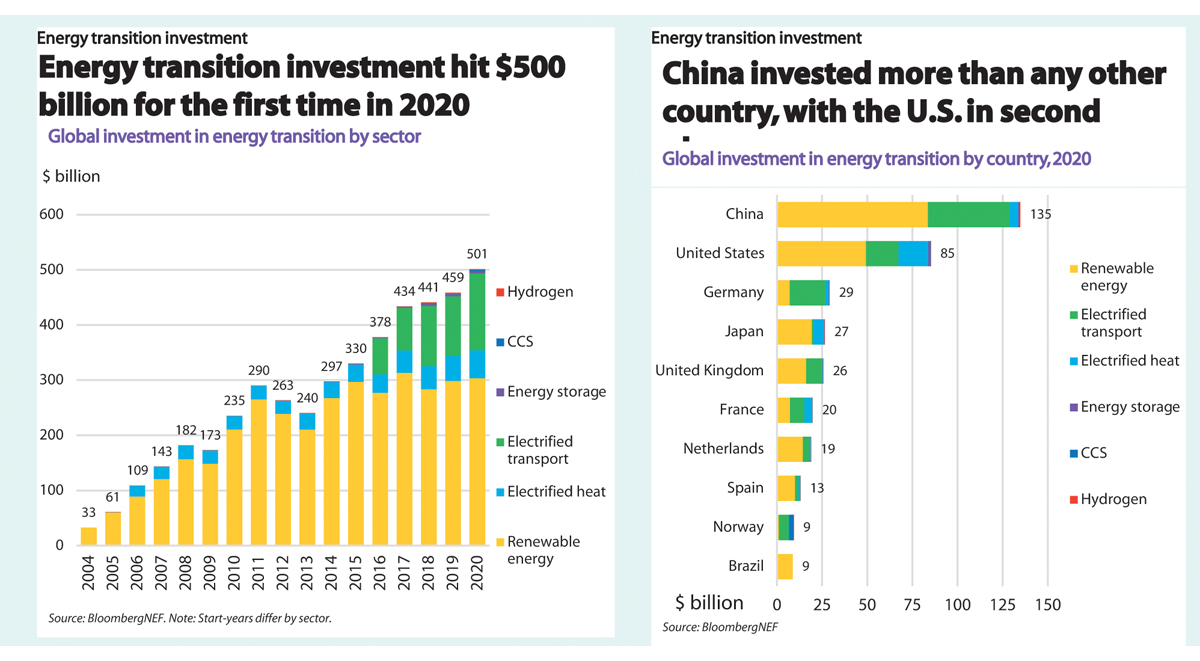 Energy transition investment
Energy transition investment hit $500
billion for the first time in 2020
Global investment in energy transition by sector
$ billion
600
500
400
300
200
100
0
33
61
109
143
182
173
235
290
263
240
297
330
378
434
441
459
501
2004
2005
2006
2007
2008
2009
2010
2011
2012
2013
2014
2015
2016
2017
2018
2019
2020
Hydrogen
CCS
Energy storage
Electrified
transport
Electrified heat
Renewable
energy
Source: BloombergNEF. Note: Start-years differ by sector.
Energy transition investment
China invested more than any other
country, with the U.S. in second
Global investment in energy transition by country, 2020
China
135
United States
85
Germany
29
Japan
27
United Kingdom
26
France
20
Netherlands
19
Spain
13
Norway
9
Brazil
9
$ billion
0
25
50
75
100
125
150
Renewable
energy
Electrified
transport
Electrified heat
Energy storage
CCS
Hydrogen
Source: BloombergNEF